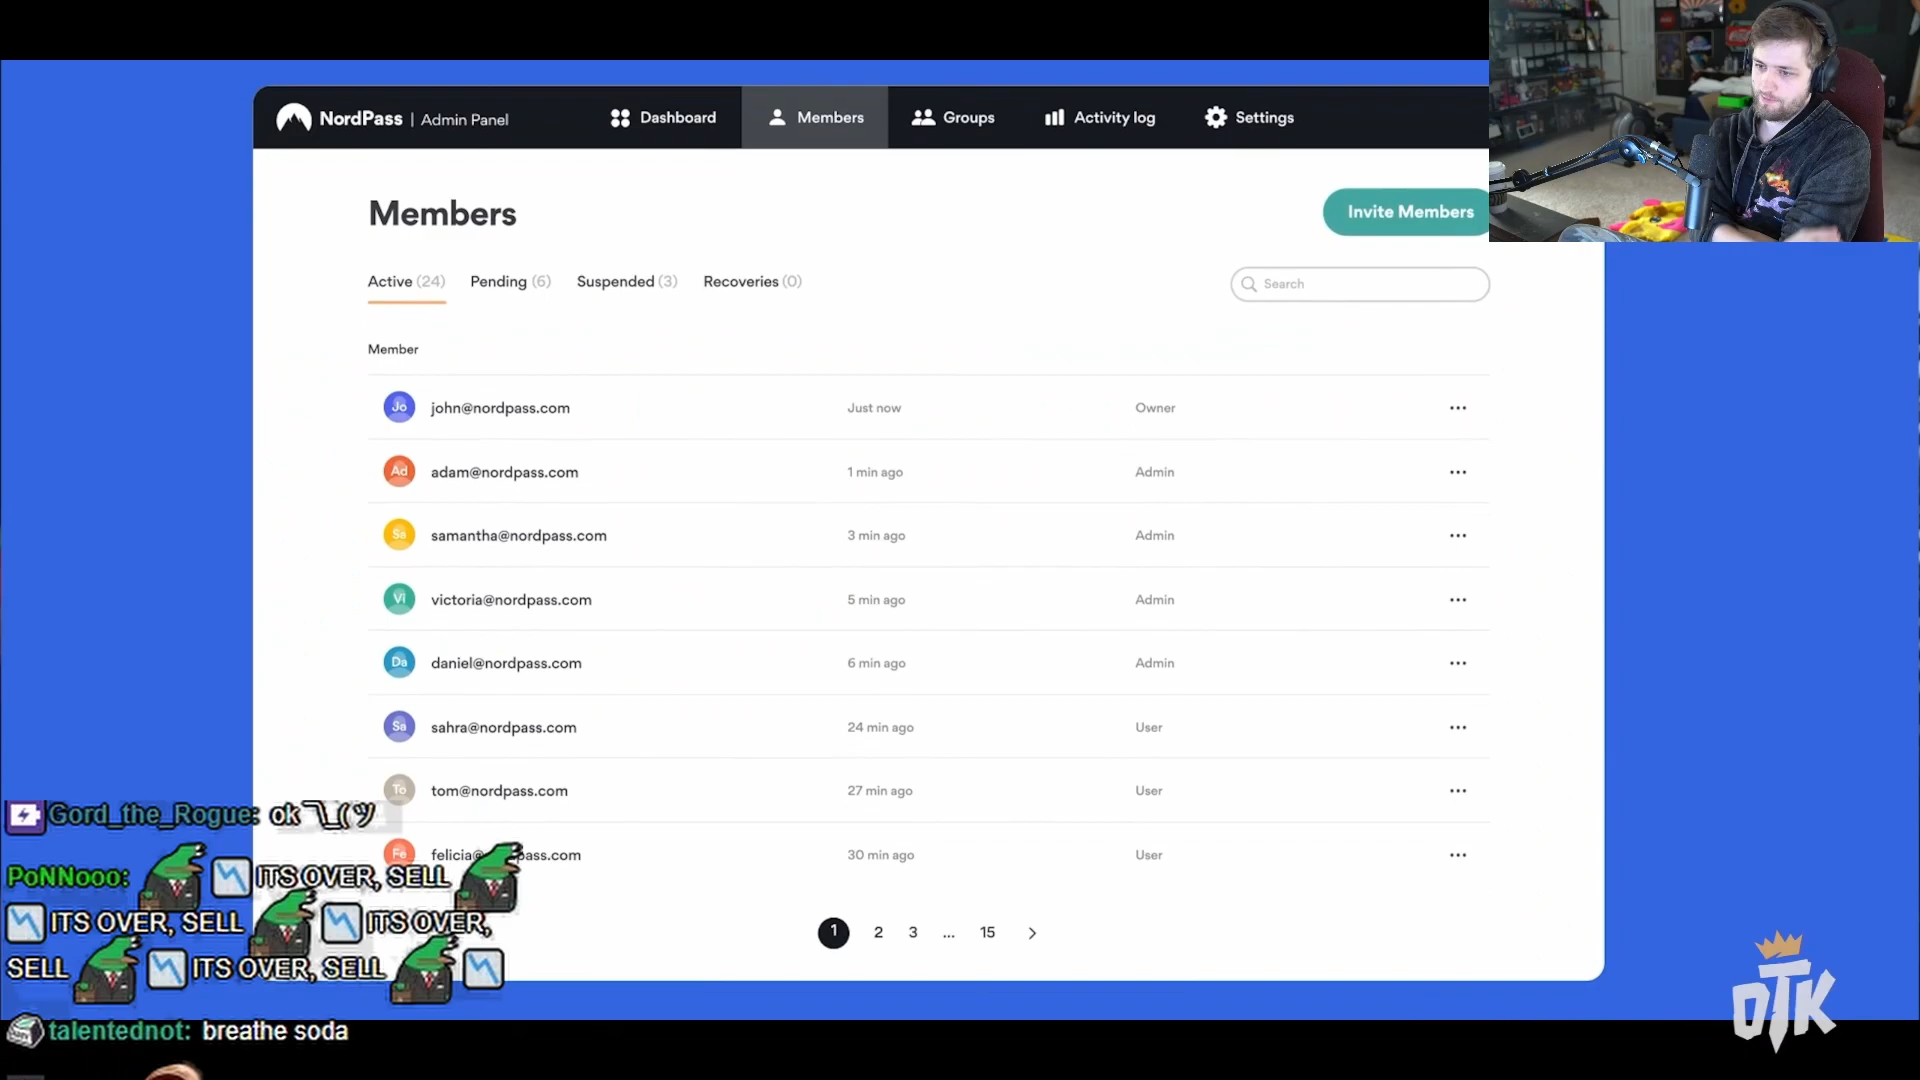 NordPass | Admin Panel
Dashboard
Members
Groups
Activity log
Settings
Members
Invite Members
Active (24)
Pending (6)
Suspended (3)
Recoveries (0)
Search
Member
Jo john@nordpass.com Just now Owner
Ad adam@nordpass.com 1 min ago Admin
Sa samantha@nordpass.com 3 min ago Admin
Vi victoria@nordpass.com 5 min ago Admin
Da daniel@nordpass.com 6 min ago Admin
Sa sahra@nordpass.com 24 min ago User
To tom@nordpass.com 27 min ago User
Fe 30 min ago User
1 2 3 ... 15 >
Gord_the_Rogue: ok ¯\_(ツ
PoNNooo: ITS OVER, SELL
ITS OVER, SELL ITS OVER,
SELL ITS OVER, SELL
talentednot: breathe soda
OTK